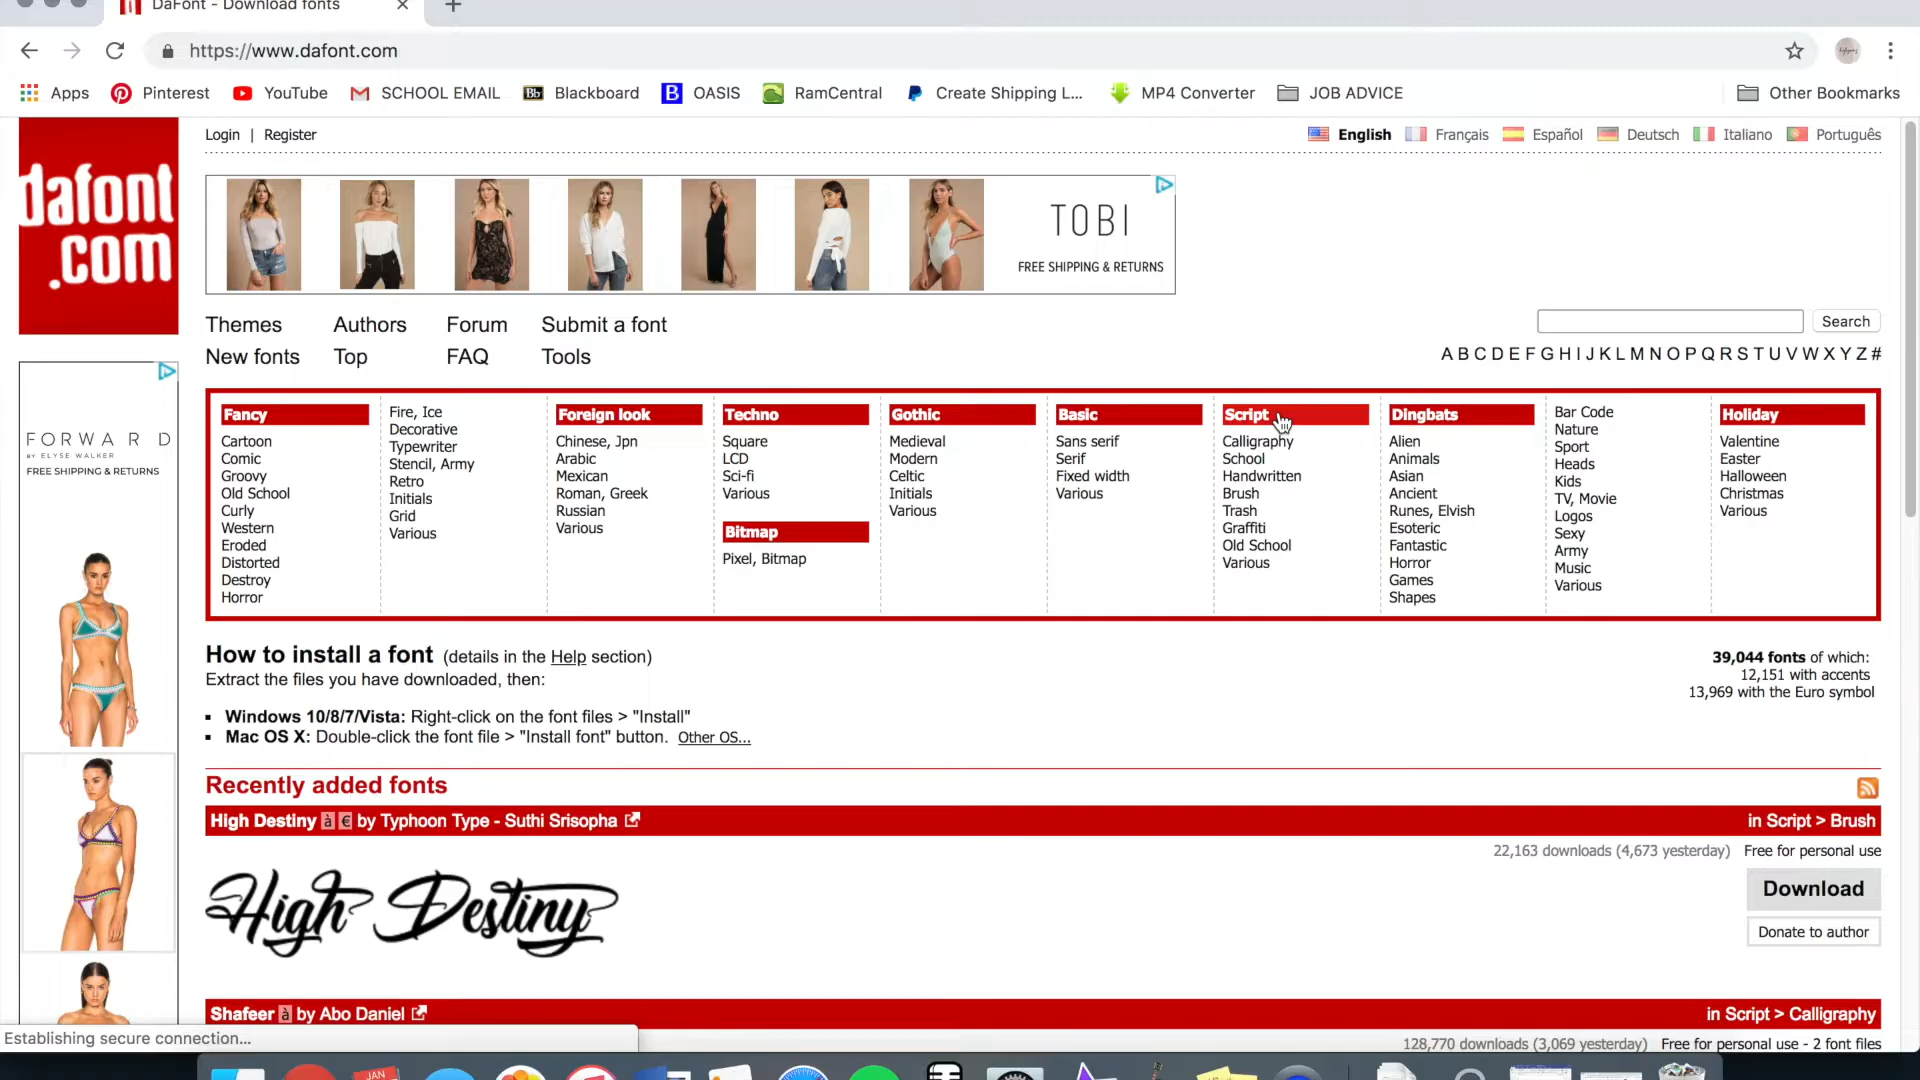 DaFont - Download fonts
https://www.dafont.com
Apps Pinterest YouTube SCHOOL EMAIL Blackboard OASIS RamCentral Create Shipping L... MP4 Converter JOB ADVICE Other Bookmarks
dafont
.com
Login | Register
English Français Español Deutsch Italiano Português
TOBI
FREE SHIPPING & RETURNS
Themes Authors Forum Submit a font
New fonts Top FAQ Tools
Search
A B C D E F G H I J K L M N O P Q R S T U V W X Y Z #
FORWARD
BY ELYSE WALKER
FREE SHIPPING & RETURNS
Fancy
Cartoon
Comic
Groovy
Old School
Curly
Western
Eroded
Distorted
Destroy
Horror
Fire, Ice
Decorative
Typewriter
Stencil, Army
Retro
Initials
Grid
Various
Foreign look
Chinese, Jpn
Arabic
Mexican
Roman, Greek
Russian
Various
Techno
Square
LCD
Sci-fi
Various
Bitmap
Pixel, Bitmap
Gothic
Medieval
Modern
Celtic
Initials
Various
Basic
Sans serif
Serif
Fixed width
Various
Script
Calligraphy
School
Handwritten
Brush
Trash
Graffiti
Old School
Various
Dingbats
Alien
Animals
Asian
Ancient
Runes, Elvish
Esoteric
Fantastic
Horror
Games
Shapes
Bar Code
Nature
Sport
Heads
Kids
TV, Movie
Logos
Sexy
Army
Music
Various
Holiday
Valentine
Easter
Halloween
Christmas
Various
How to install a font (details in the Help section)
Extract the files you have downloaded, then:
Windows 10/8/7/Vista: Right-click on the font files > "Install"
Mac OS X: Double-click the font file > "Install font" button. Other OS...
39,044 fonts of which:
12,151 with accents
13,969 with the Euro symbol
Recently added fonts
High Destiny à € by Typhoon Type - Suthi Srisopha in Script > Brush
22,163 downloads (4,673 yesterday) Free for personal use
High Destiny
Download
Donate to author
Shafeer à by Abo Daniel in Script > Calligraphy
128,770 downloads (3,069 yesterday) Free for personal use - 2 font files
Establishing secure connection...
JAN